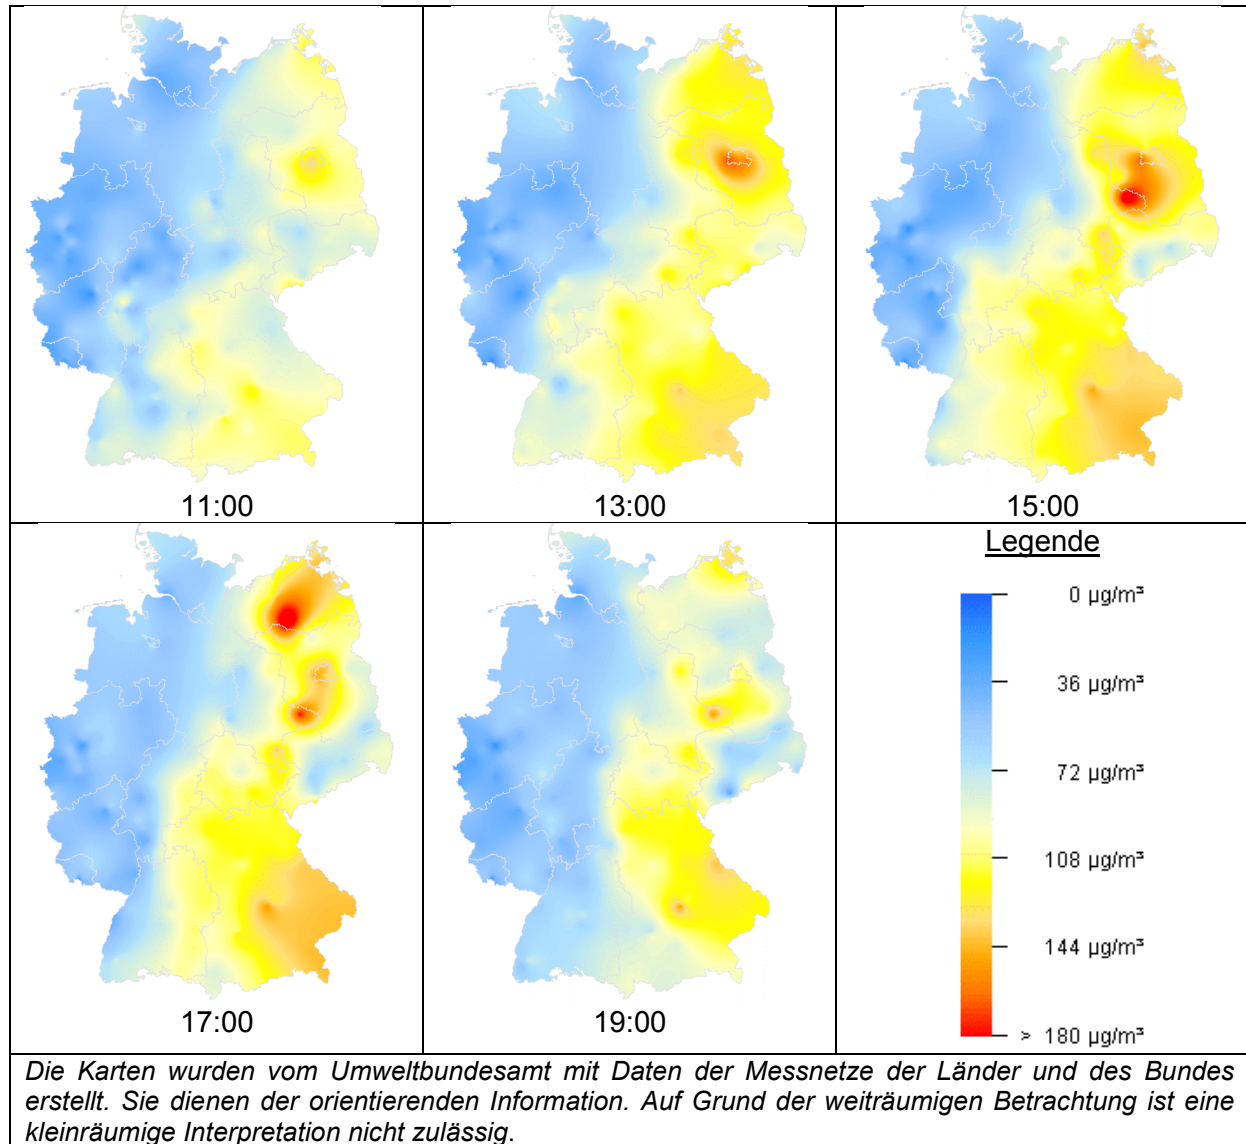 11:00
13:00
15:00
17:00
19:00
Legende
0 µg/m³
36 µg/m³
72 µg/m³
108 µg/m³
144 µg/m³
> 180 µg/m³
Die Karten wurden vom Umweltbundesamt mit Daten der Messnetze der Länder und des Bundes
erstellt. Sie dienen der orientierenden Information. Auf Grund der weiträumigen Betrachtung ist eine
kleinräumige Interpretation nicht zulässig.